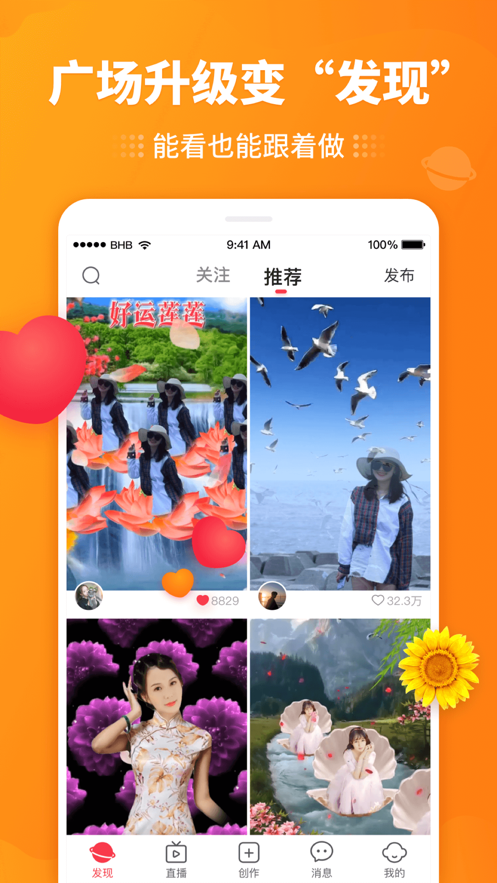 广场升级变“发现”
能看也能跟着做
BHB 9:41 AM 100%
关注 推荐 发布
好运莲莲
8829 32.3万
发现 直播 创作 消息 我的